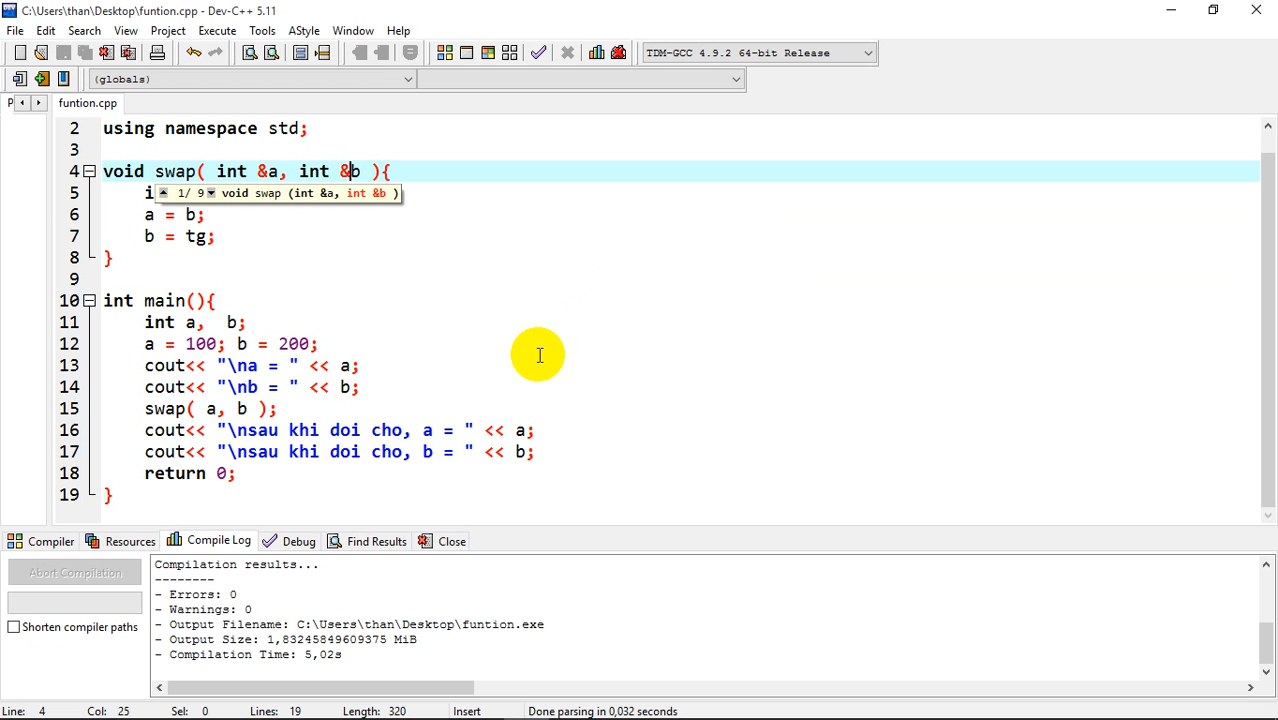 C:\Users\than\Desktop\funtion.cpp - Dev-C++ 5.11
File Edit Search View Project Execute Tools AStyle Window Help
TDM-GCC 4.9.2 64-bit Release
(globals)
P funtion.cpp
2 using namespace std;
3
4 void swap( int &a, int &b ){
5 i
1/ 9 void swap (int &a, int &b )
6 a = b;
7 b = tg;
8 }
9
10 int main(){
11 int a,  b;
12 a = 100; b = 200;
13 cout<< "\na = " << a;
14 cout<< "\nb = " << b;
15 swap( a, b );
16 cout<< "\nsau khi doi cho, a = " << a;
17 cout<< "\nsau khi doi cho, b = " << b;
18 return 0;
19 }
Compiler Resources Compile Log Debug Find Results Close
Abort Compilation
Shorten compiler paths
Compilation results...
--------
- Errors: 0
- Warnings: 0
- Output Filename: C:\Users\than\Desktop\funtion.exe
- Output Size: 1,83245849609375 MiB
- Compilation Time: 5,02s
Line: 4 Col: 25 Sel: 0 Lines: 19 Length: 320 Insert Done parsing in 0,032 seconds